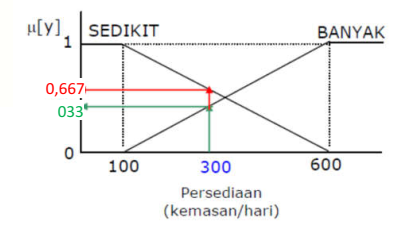 μ[y]
SEDIKIT
BANYAK
1
0,667
033
0
100
300
600
Persediaan
(kemasan/hari)